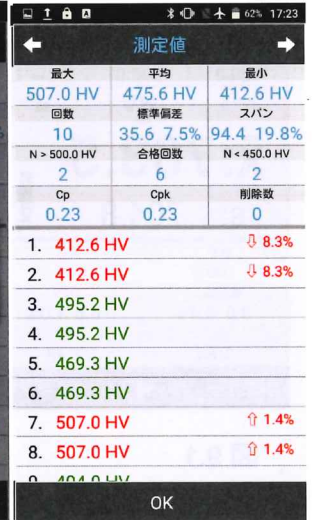 62% 17:23
測定値
最大 平均 最小
507.0 HV 475.6 HV 412.6 HV
回数 標準偏差 スパン
10 35.6 7.5% 94.4 19.8%
N > 500.0 HV 合格回数 N < 450.0 HV
2 6 2
Cp Cpk 削除数
0.23 0.23 0
1. 412.6 HV ⇩ 8.3%
2. 412.6 HV ⇩ 8.3%
3. 495.2 HV
4. 495.2 HV
5. 469.3 HV
6. 469.3 HV
7. 507.0 HV ⇧ 1.4%
8. 507.0 HV ⇧ 1.4%
OK